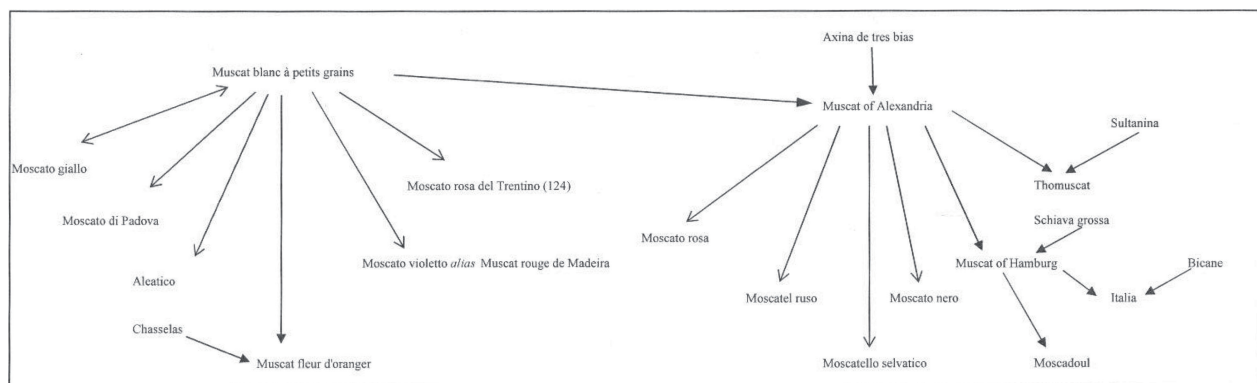 Axina de tres bias
Muscat blanc à petits grains
Muscat of Alexandria
Sultanina
Moscato giallo
Moscato rosa del Trentino (124)
Thomuscat
Moscato di Padova
Schiava grossa
Moscato rosa
Moscato violetto alias Muscat rouge de Madeira
Muscat of Hamburg
Bicane
Aleatico
Moscatel ruso
Moscato nero
Italia
Chasselas
Muscat fleur d'oranger
Moscatello selvatico
Moscadoul